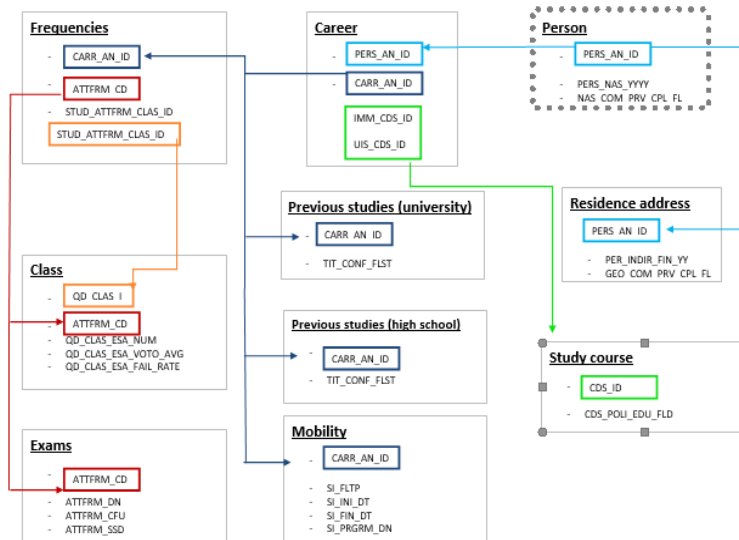 Frequencies
- CARR_AN_ID
- ATTFRM_CD
- STUD_ATTFRM_CLAS_ID
STUD_ATTFRM_CLAS_ID
Career
- PERS_AN_ID
- CARR_AN_ID
IMM_CDS_ID
UIS_CDS_ID
Person
- PERS_AN_ID
- PERS_NAS_YYYY
- NAS_COM_PRV_CPL_FL
Previous studies (university)
- CARR_AN_ID
- TIT_CONF_FLST
Residence address
PERS_AN_ID
- PER_INDIR_FIN_YY
- GEO_COM_PRV_CPL_FL
Class
- QD_CLAS_I
- ATTFRM_CD
- QD_CLAS_ESA_NUM
- QD_CLAS_ESA_VOTO_AVG
- QD_CLAS_ESA_FAIL_RATE
Previous studies (high school)
- CARR_AN_ID
- TIT_CONF_FLST
Study course
- CDS_ID
- CDS_POLI_EDU_FLD
Exams
- ATTFRM_CD
- ATTFRM_DN
- ATTFRM_CFU
- ATTFRM_SSD
Mobility
- CARR_AN_ID
- SI_FLTP
- SI_INI_DT
- SI_FIN_DT
- SI_PRGRM_DN